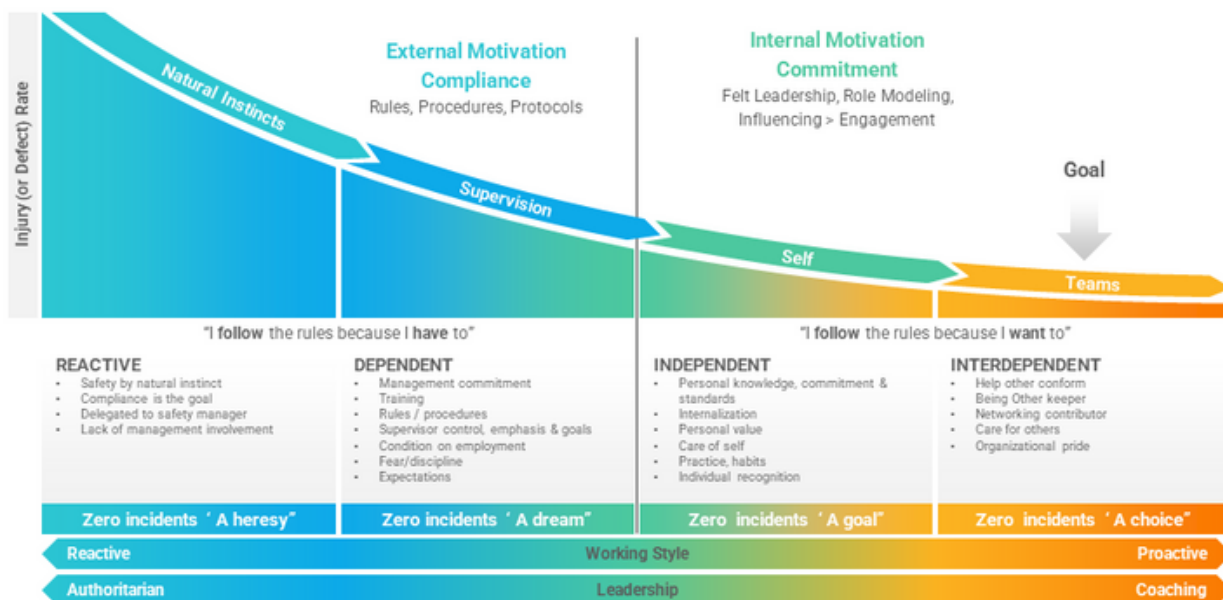 External Motivation
Compliance
Rules, Procedures, Protocols
Internal Motivation
Commitment
Felt Leadership, Role Modeling,
Influencing > Engagement
Injury (or Defect) Rate
Natural Instincts
Supervision
Self
Teams
Goal
"I follow the rules because I have to"
"I follow the rules because I want to"
REACTIVE
• Safety by natural instinct
• Compliance is the goal
• Delegated to safety manager
• Lack of management involvement
DEPENDENT
• Management commitment
• Training
• Rules / procedures
• Supervisor control, emphasis & goals
• Condition on employment
• Fear/discipline
• Expectations
INDEPENDENT
• Personal knowledge, commitment &
standards
• Internalization
• Personal value
• Care of self
• Practice, habits
• Individual recognition
INTERDEPENDENT
• Help other conform
• Being Other keeper
• Networking contributor
• Care for others
• Organizational pride
Zero incidents ‘ A heresy”
Zero incidents ‘ A dream”
Zero incidents ‘ A goal”
Zero incidents ‘ A choice”
Reactive Working Style Proactive
Authoritarian Leadership Coaching